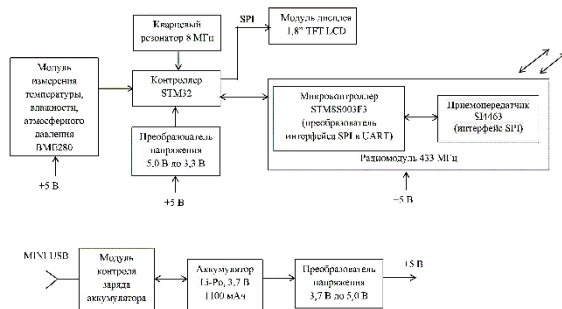 Кварцевый
резонатор 8 МГц
SPI
Модуль дисплея
1,8” TFT LCD
Модуль
измерения
температуры,
влажности,
атмосферного
давления
BME280
+5 В
Контроллер
STM32
Преобразователь
напряжения
5,0 В до 3,3 В
+5 В
Микроконтроллер
STM8S003F3
(преобразователь
интерфейса SPI в UART)
Приемопередатчик
SI4463
(интерфейс SPI)
Радиомодуль 433 МГц
+5 В
MINI USB
Модуль
контроля
заряда
аккумулятора
Аккумулятор
Li-Po, 3,7 В
1100 мАч
Преобразователь
напряжения
3,7 В до 5,0 В
+5 В